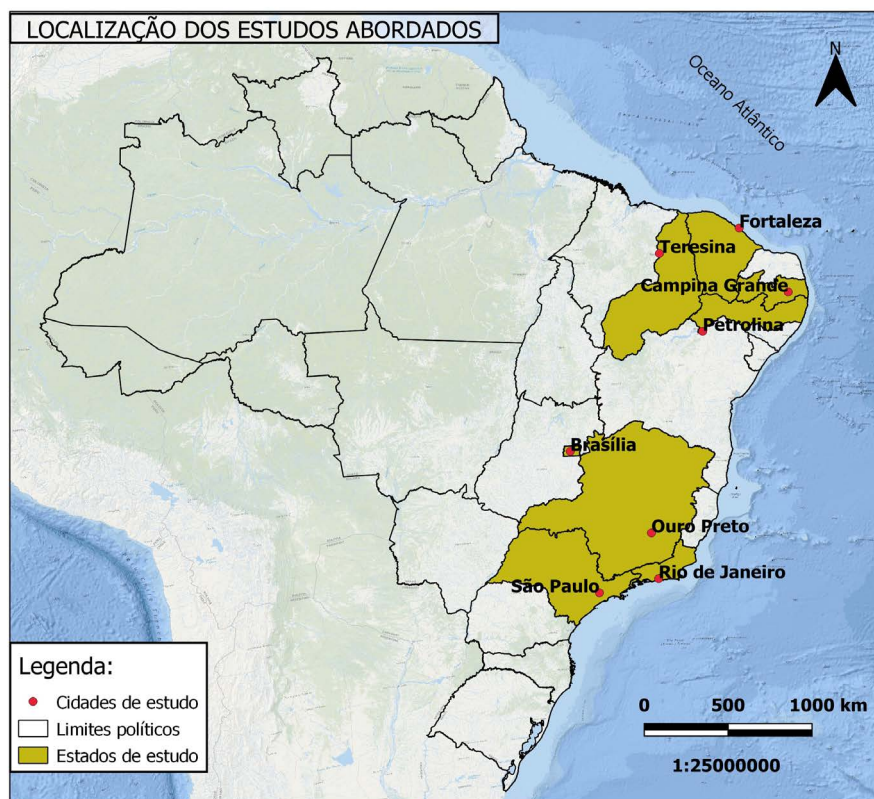 LOCALIZAÇÃO DOS ESTUDOS ABORDADOS
N
Oceano Atlântico
Fortaleza
Teresina
Campina Grande
Petrolina
Brasília
Ouro Preto
Rio de Janeiro
São Paulo
Legenda:
Cidades de estudo
Limites políticos
Estados de estudo
0 500 1000 km
1:25000000